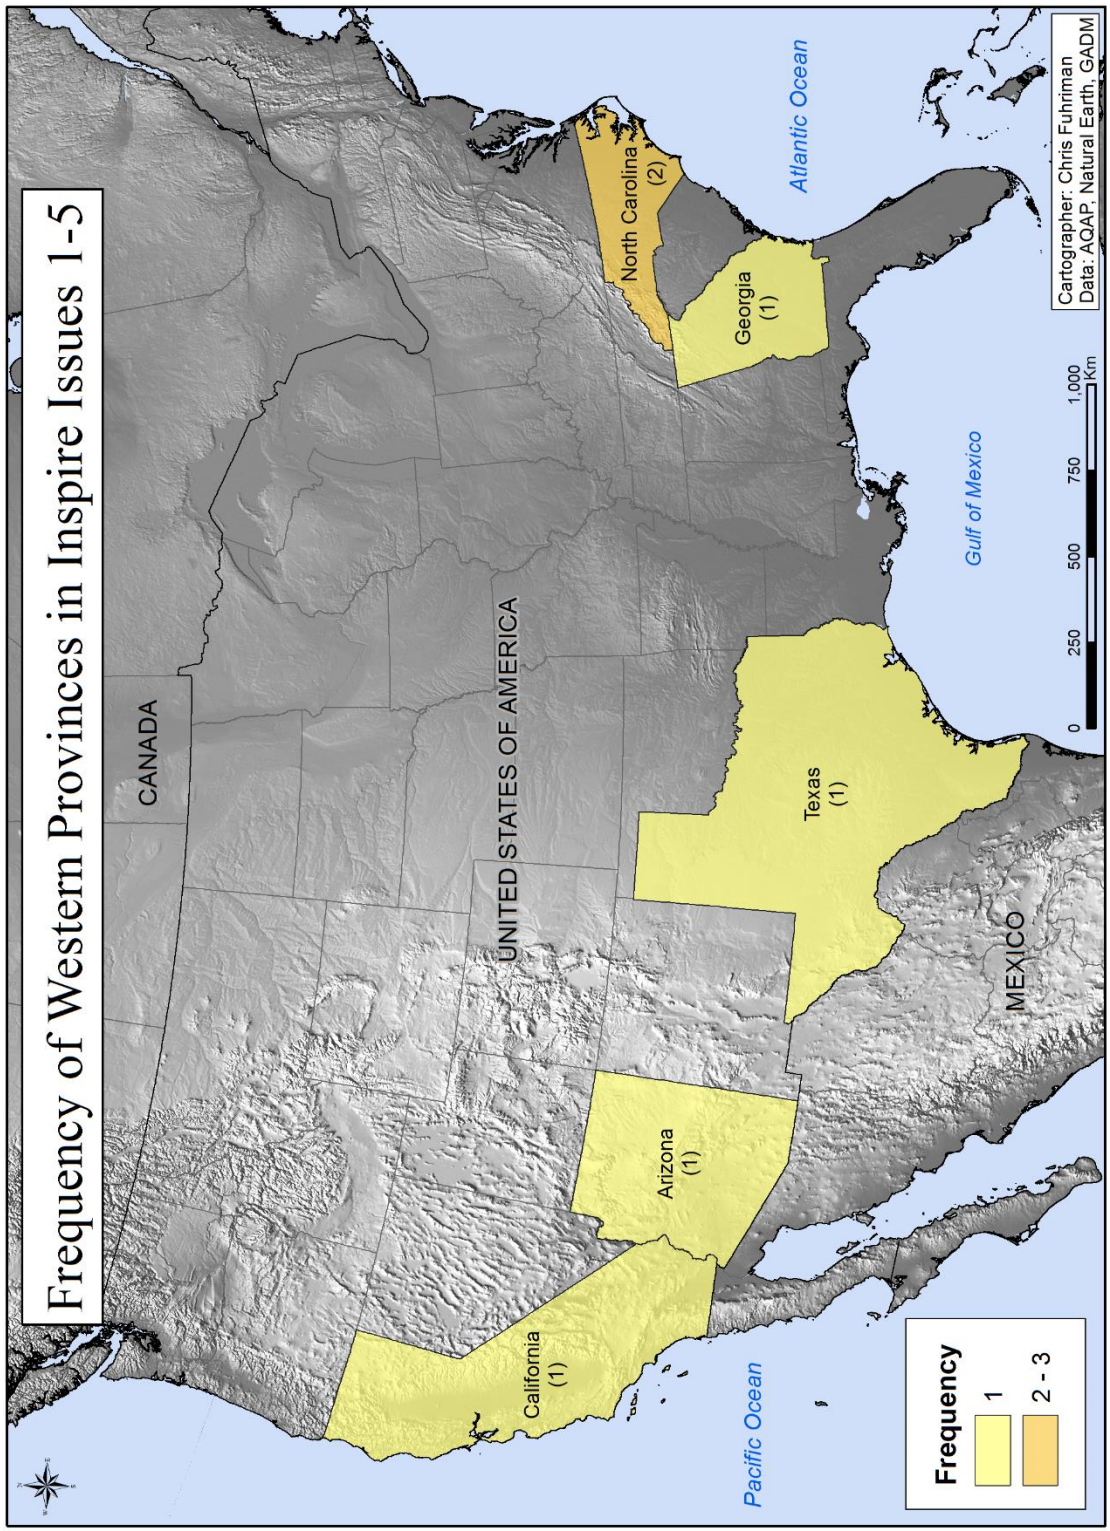 Frequency of Western Provinces in Inspire Issues 1-5
CANADA
UNITED STATES OF AMERICA
North Carolina
(2)
Georgia
(1)
Texas
(1)
Arizona
(1)
California
(1)
MEXICO
Atlantic Ocean
Gulf of Mexico
Pacific Ocean
Frequency
1
2 - 3
0 250 500 750 1,000
Km
Cartographer: Chris Fuhriman
Data: AQAP, Natural Earth, GADM